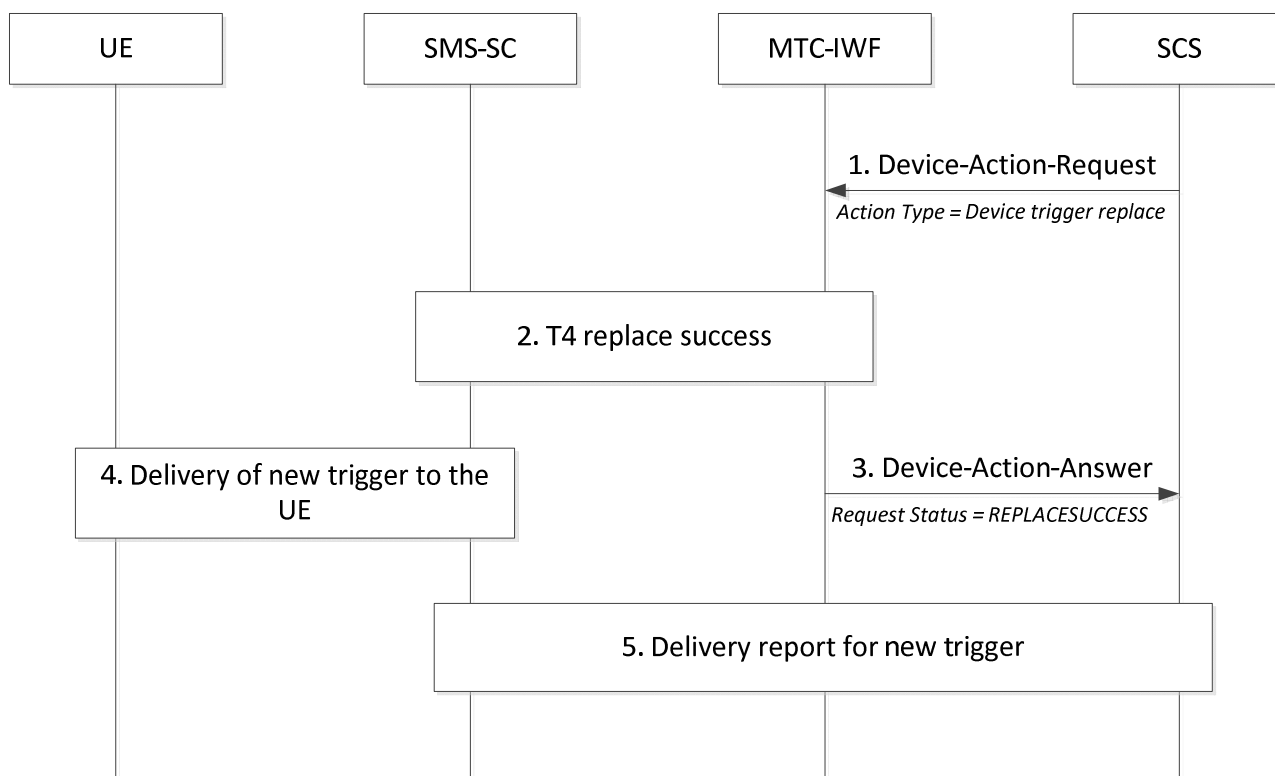 UE
SMS-SC
MTC-IWF
SCS
1. Device-Action-Request
Action Type = Device trigger replace
2. T4 replace success
4. Delivery of new trigger to the
UE
3. Device-Action-Answer
Request Status = REPLACESUCCESS
5. Delivery report for new trigger